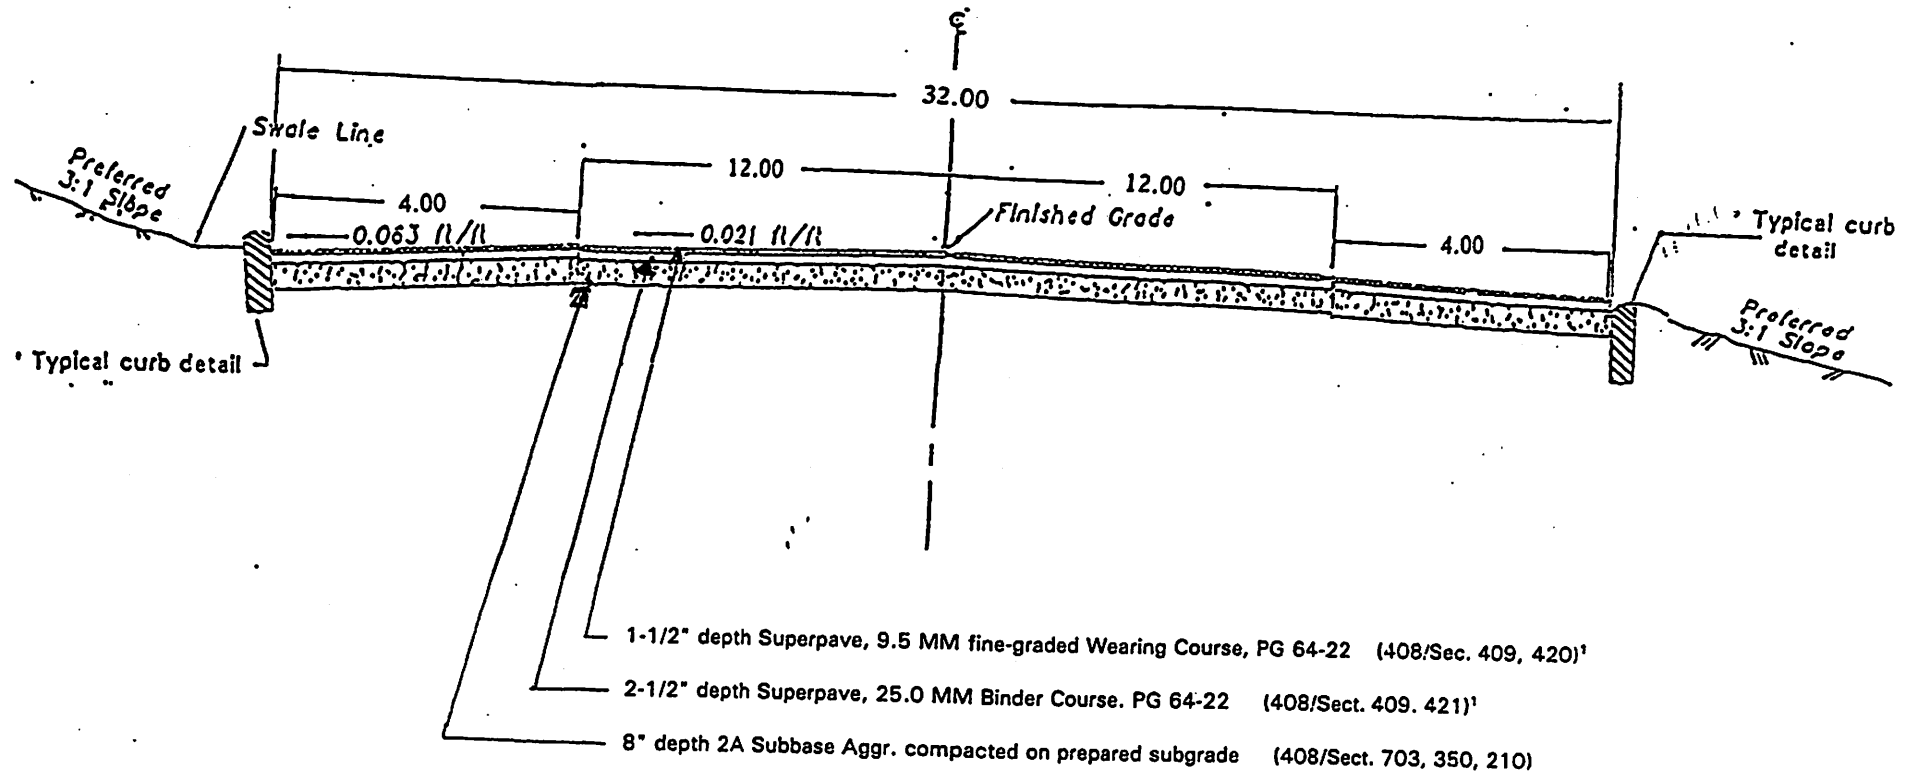 ℄
32.00
Swale Line
Preferred
3:1 Slope
12.00
12.00
4.00
Finished Grade
0.063 ft/ft
0.021 ft/ft
4.00
Typical curb
detail
Preferred
3:1 Slope
Typical curb detail
1-1/2" depth Superpave, 9.5 MM fine-graded Wearing Course, PG 64-22 (408/Sec. 409, 420)¹
2-1/2" depth Superpave, 25.0 MM Binder Course. PG 64-22 (408/Sect. 409. 421)¹
8" depth 2A Subbase Aggr. compacted on prepared subgrade (408/Sect. 703, 350, 210)